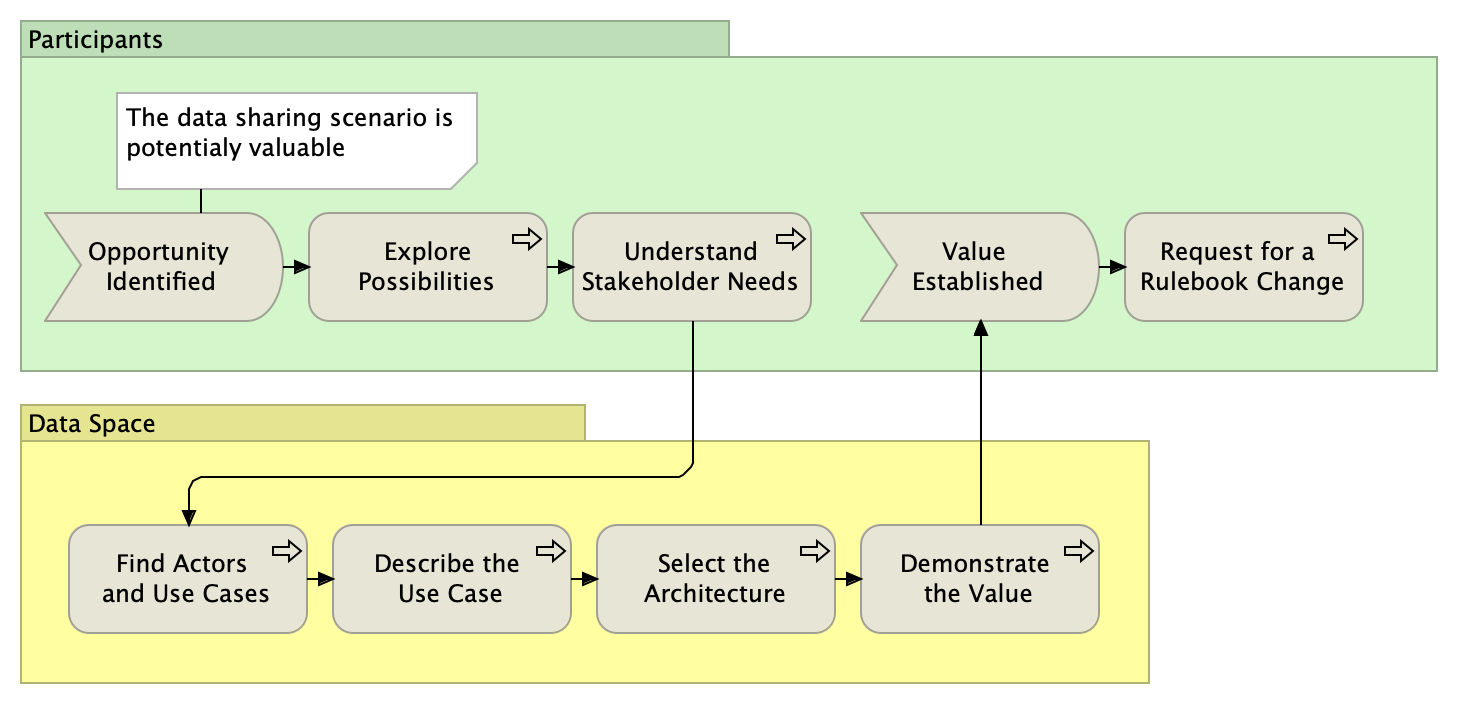 Participants
The data sharing scenario is
potentialy valuable
Opportunity
Identified
Explore
Possibilities
Understand
Stakeholder Needs
Value
Established
Request for a
Rulebook Change
Data Space
Find Actors
and Use Cases
Describe the
Use Case
Select the
Architecture
Demonstrate
the Value